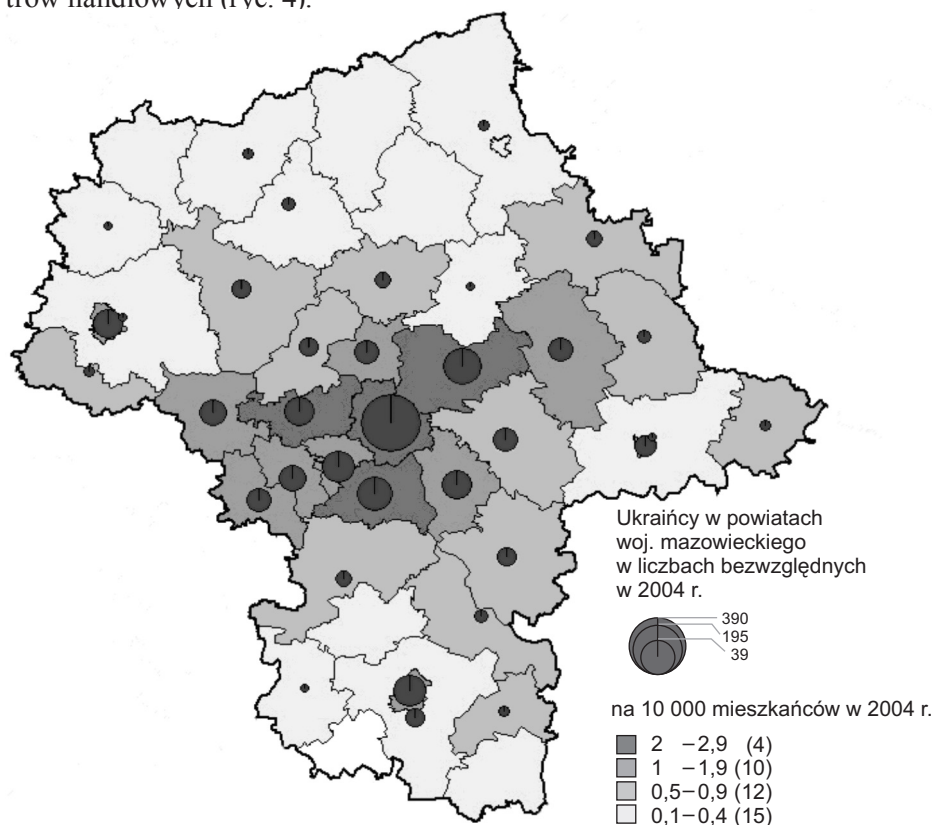 trów handlowych (ryc. 4).
Ukraińcy w powiatach
woj. mazowieckiego
w liczbach bezwzględnych
w 2004 r.
390
195
39
na 10 000 mieszkańców w 2004 r.
2 –2,9 (4)
1 –1,9 (10)
0,5–0,9 (12)
0,1–0,4 (15)